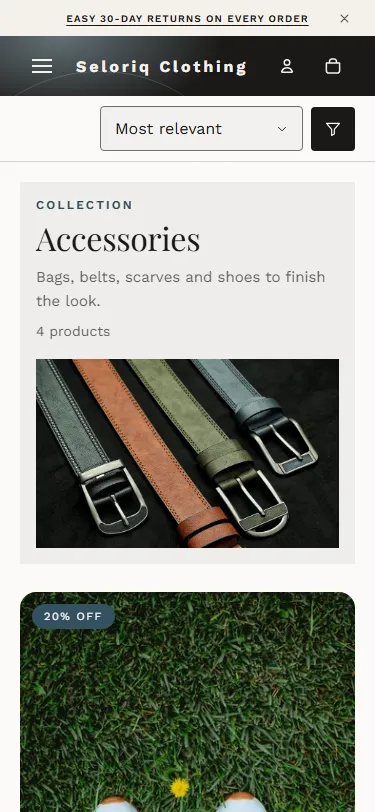 EASY 30-DAY RETURNS ON EVERY ORDER
Seloriq Clothing
Most relevant
COLLECTION
Accessories
Bags, belts, scarves and shoes to finish
the look.
4 products
20% OFF